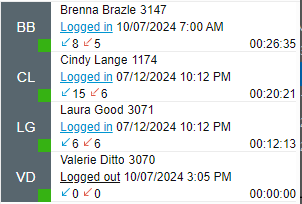 BB
Brenna Brazle 3147
Logged in 10/07/2024 7:00 AM
8 5 00:26:35
CL
Cindy Lange 1174
Logged in 07/12/2024 10:12 PM
15 6 00:20:21
LG
Laura Good 3071
Logged in 07/12/2024 10:12 PM
6 6 00:12:13
VD
Valerie Ditto 3070
Logged out 10/07/2024 3:05 PM
0 0 00:00:00